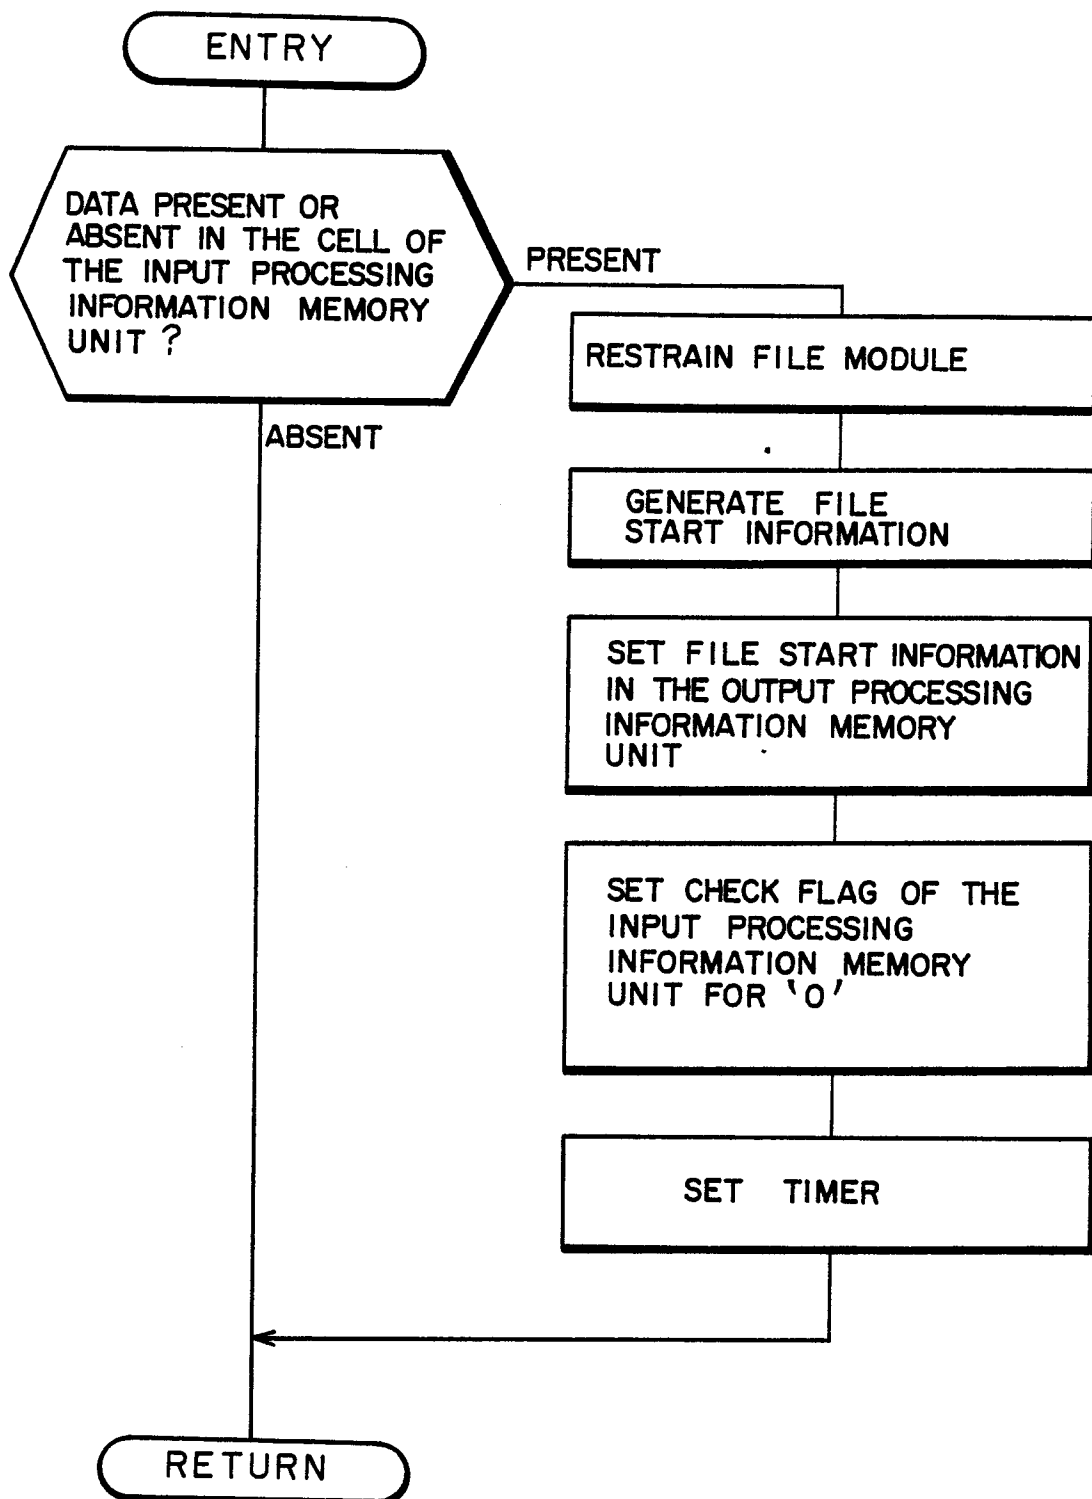 ENTRY
DATA PRESENT OR
ABSENT IN THE CELL OF
THE INPUT PROCESSING
INFORMATION MEMORY
UNIT ?
PRESENT
ABSENT
RESTRAIN FILE MODULE
GENERATE FILE
START INFORMATION
SET FILE START INFORMATION
IN THE OUTPUT PROCESSING
INFORMATION MEMORY
UNIT
SET CHECK FLAG OF THE
INPUT PROCESSING
INFORMATION MEMORY
UNIT FOR '0'
SET TIMER
RETURN